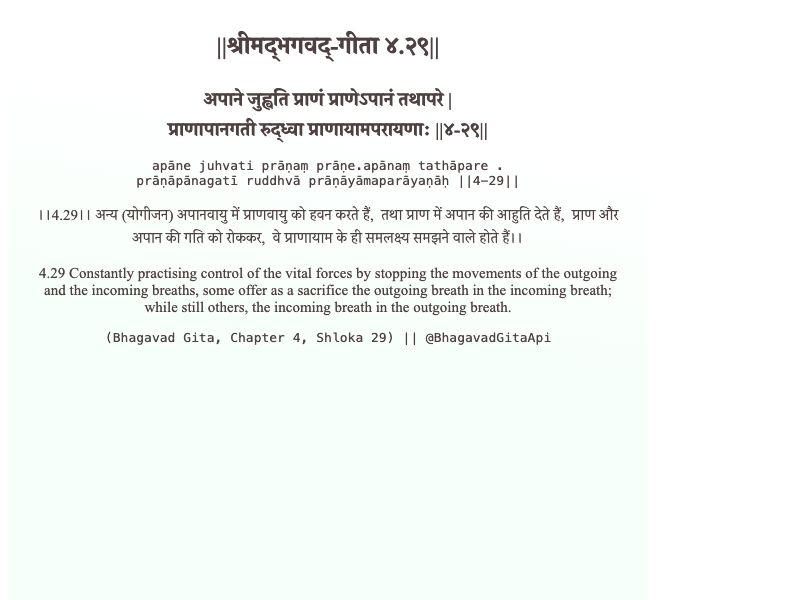 ||श्रीमद्‍भगवद्‍-गीता ४.२९||
अपाने जुह्वति प्राणं प्राणेऽपानं तथापरे |
प्राणापानगती रुद्ध्वा प्राणायामपरायणाः ||४-२९||
apāne juhvati prāṇaṃ prāṇe.apānaṃ tathāpare .
prāṇāpānagatī ruddhvā prāṇāyāmaparāyaṇāḥ ||4-29||
।।4.29।। अन्य (योगीजन) अपानवायु में प्राणवायु को हवन करते हैं, तथा प्राण में अपान की आहुति देते हैं, प्राण और
अपान की गति को रोककर, वे प्राणायाम के ही समलक्ष्य समझने वाले होते हैं।।
4.29 Constantly practising control of the vital forces by stopping the movements of the outgoing
and the incoming breaths, some offer as a sacrifice the outgoing breath in the incoming breath;
while still others, the incoming breath in the outgoing breath.
(Bhagavad Gita, Chapter 4, Shloka 29) || @BhagavadGitaApi